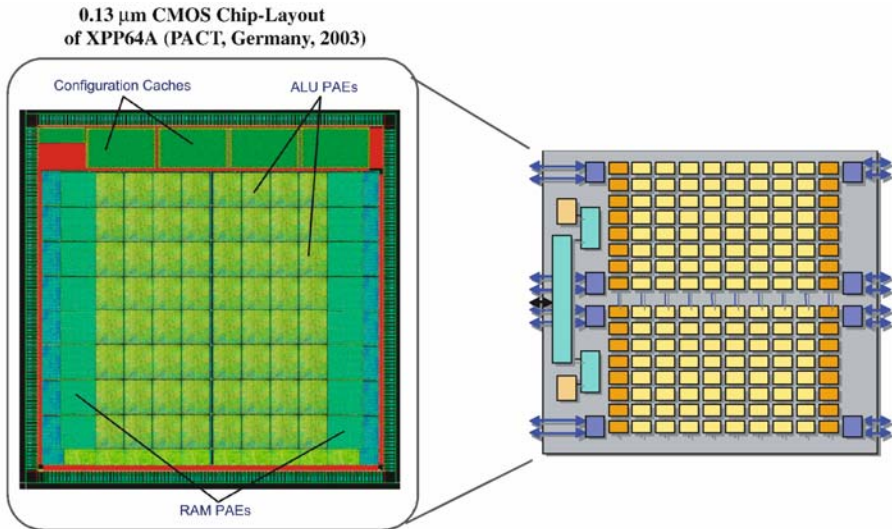 0.13 μm CMOS Chip-Layout
of XPP64A (PACT, Germany, 2003)
Configuration Caches
ALU PAEs
RAM PAEs